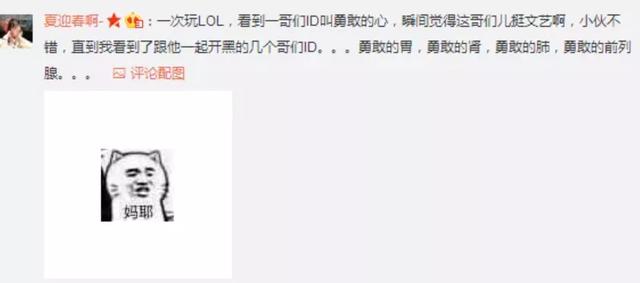 夏迎春啊-：一次玩LOL，看到一哥们ID叫勇敢的心，瞬间觉得这哥们儿挺文艺啊，小伙不
错，直到我看到了跟他一起开黑的几个哥们ID。。。勇敢的胃，勇敢的肾，勇敢的肺，勇敢的前列
腺。。。 评论配图
妈耶